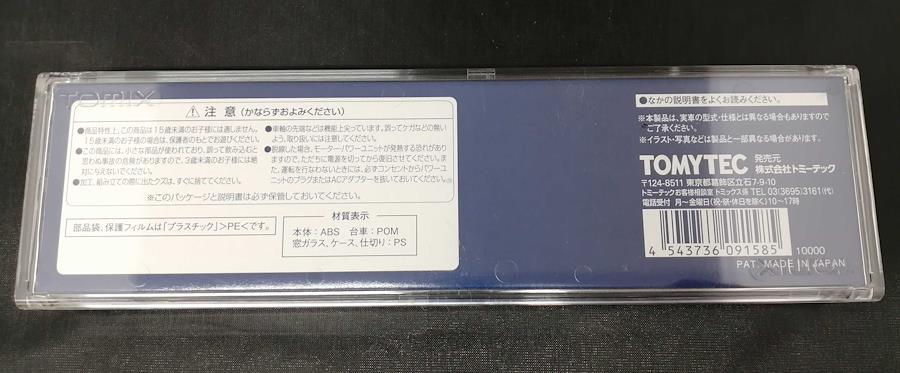 TOMIX
⚠ 注意（かならずおよみください）
●商品特性上、この商品は15歳未満のお子様には適しません。
15歳未満のお子様の場合は、保護者のもとでお遊びください。
●この商品には、小さな部品が使われており、誤って飲み込むと
思わぬ事故の危険がありますので、3歳未満のお子様には絶
対に与えないでください。
●加工、組み立ての際に出たクズは、すぐに捨ててください。
●車輪の先端などは機能上尖っています。誤ってケガなどの無い
よう、取り扱いには注意してください。
●脱線した場合、モーター・パワーユニットが発熱する恐れがあり
ますので、ただちに電源を切ってから復旧させてください。ま
た、運転を行なわないときには、必ずコンセントからパワーユ
ニットのプラグまたはACアダプターを抜いておいてください。
※このパッケージと説明書は必ず保管しておいてください。
部品袋、保護フィルムは「プラスチック」>PE<です。
材質表示
本体：ABS 台車：POM
窓ガラス、ケース、仕切り：PS
●なかの説明書をよくお読みください。
※本製品は、実車の型式・仕様とは異なる場合もありますので
ご了承ください。
※イラスト・写真などは製品と一部異なる場合があります。
TOMYTEC 発売元
株式会社トミーテック
〒124-8511 東京都葛飾区立石7-9-10
トミーテックお客様相談室 トミックス係 TEL 03(3695)3161(代)
電話受付 月〜金曜日(祝・祭・休日を除く)10〜17時
4 543736 091585
10000
PAT. MADE IN JAPAN